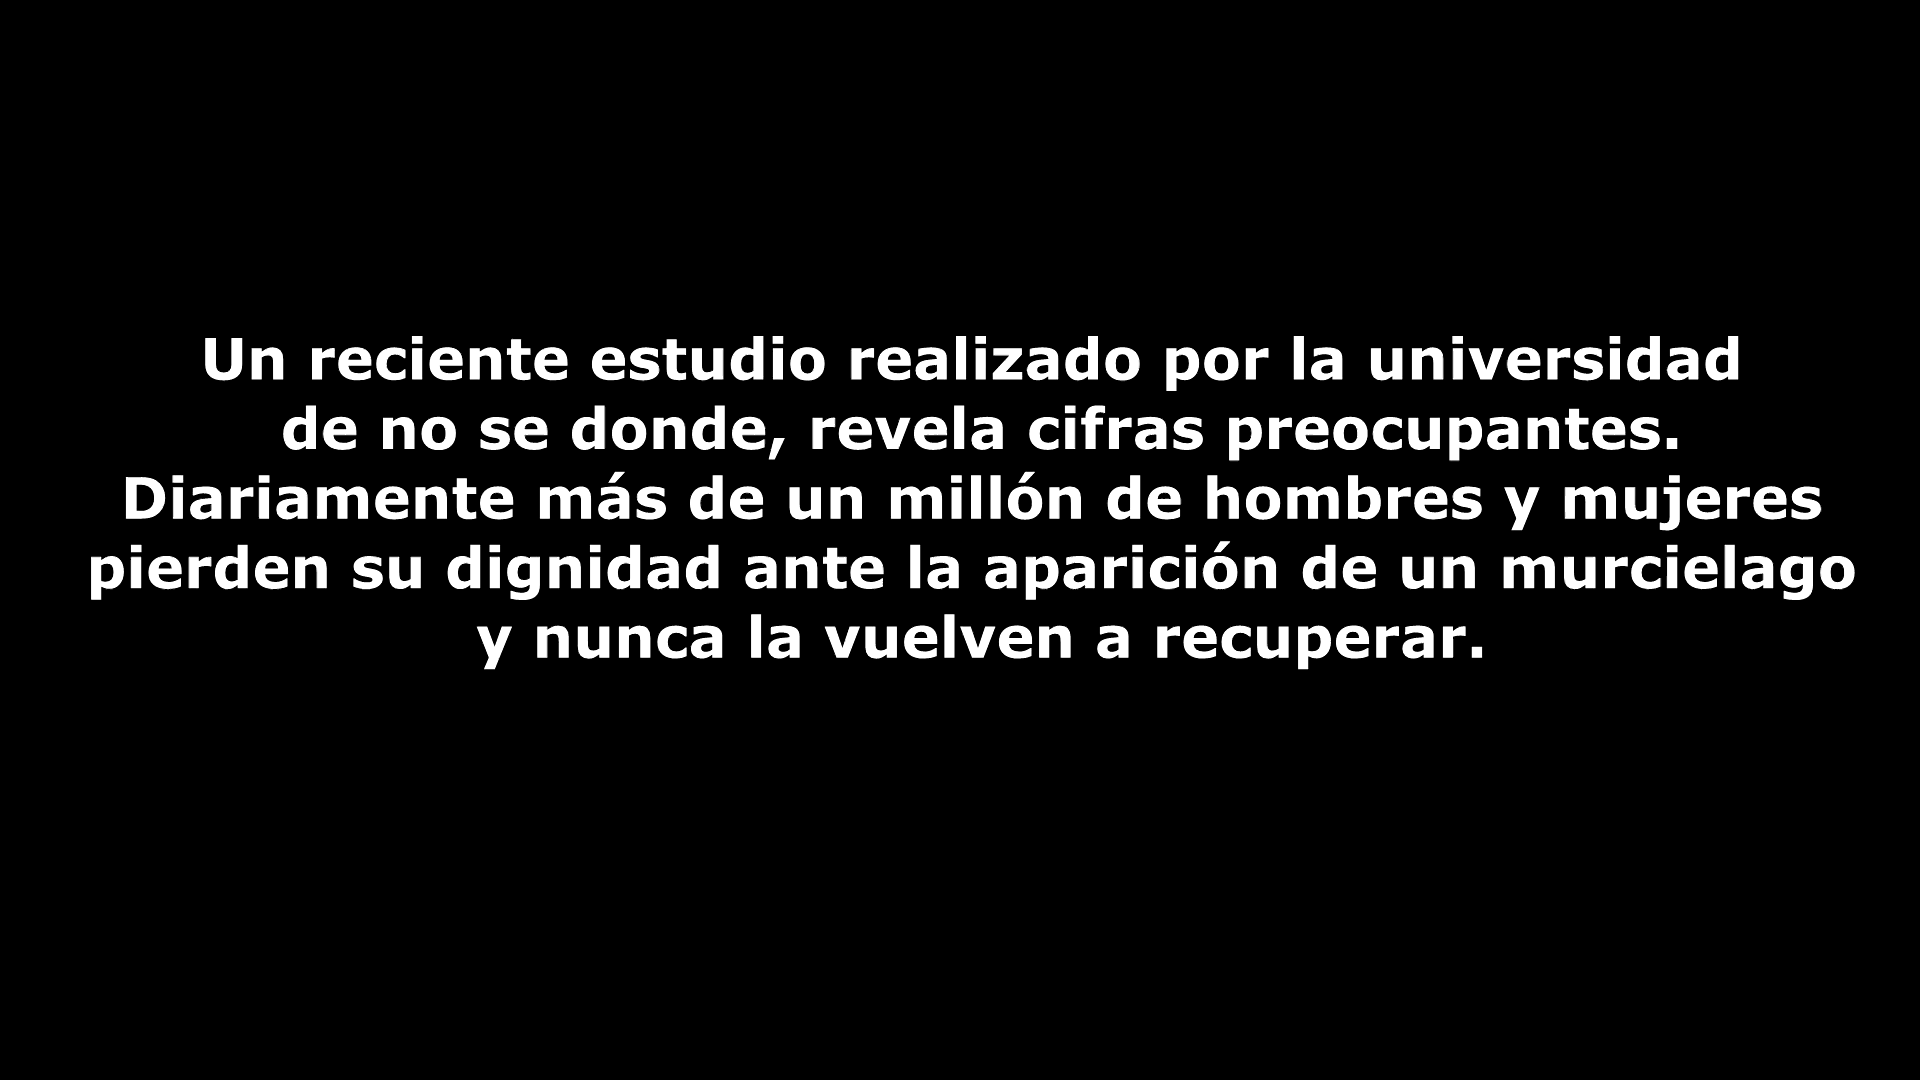 Un reciente estudio realizado por la universidad
de no se donde, revela cifras preocupantes.
Diariamente más de un millón de hombres y mujeres
pierden su dignidad ante la aparición de un murcielago
y nunca la vuelven a recuperar.